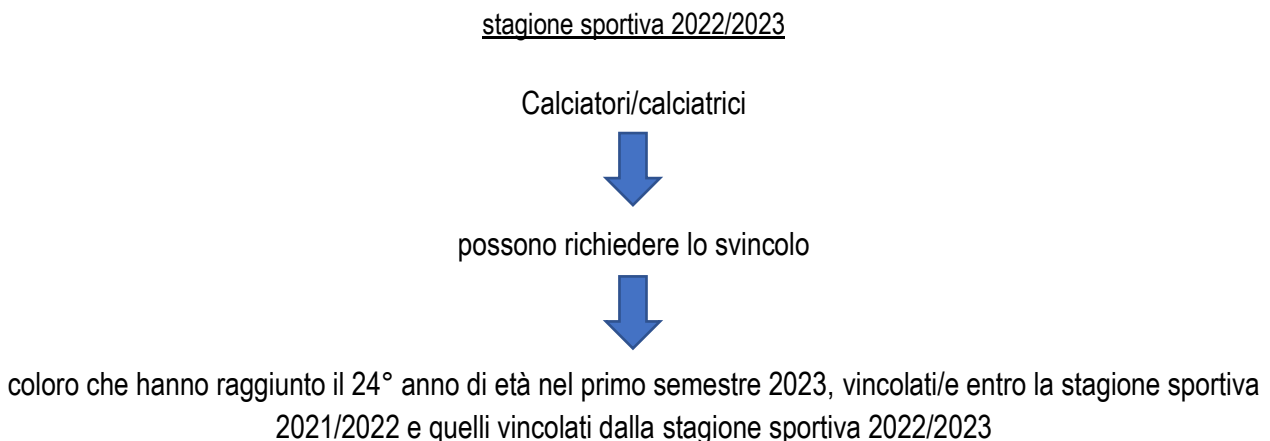 stagione sportiva 2022/2023
Calciatori/calciatrici
possono richiedere lo svincolo
coloro che hanno raggiunto il 24° anno di età nel primo semestre 2023, vincolati/e entro la stagione sportiva
2021/2022 e quelli vincolati dalla stagione sportiva 2022/2023